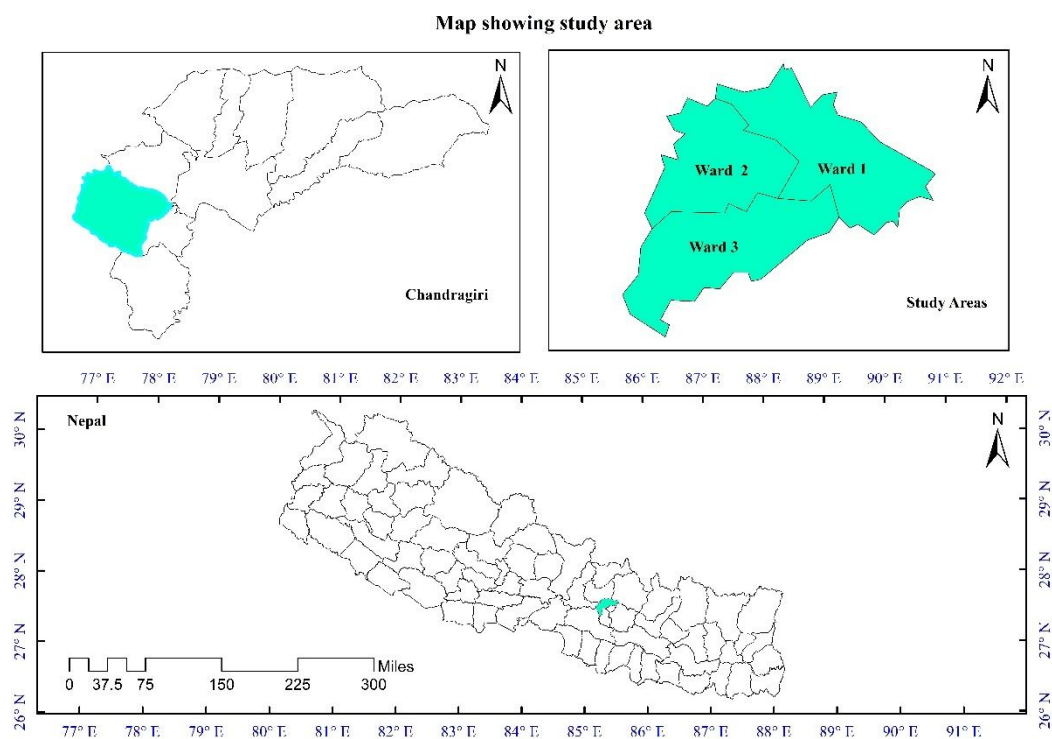 Map showing study area
N
Chandragiri
N
Ward 2
Ward 1
Ward 3
Study Areas
77° E 78° E 79° E 80° E 81° E 82° E 83° E 84° E 85° E 86° E 87° E 88° E 89° E 90° E 91° E 92° E
Nepal
N
30° N 30° N
29° N 29° N
28° N 28° N
27° N 27° N
26° N 26° N
Miles
0 37.5 75 150 225 300
77° E 78° E 79° E 80° E 81° E 82° E 83° E 84° E 85° E 86° E 87° E 88° E 89° E 90° E 91° E